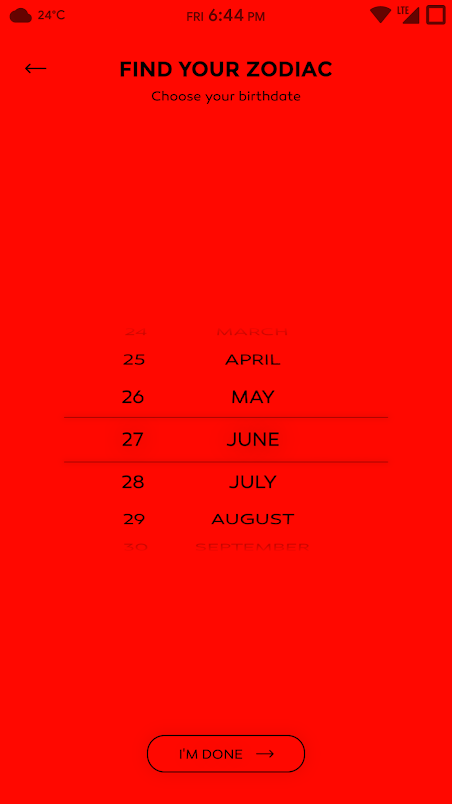 24°C FRI 6:44 PM LTE
FIND YOUR ZODIAC
Choose your birthdate
24 MARCH
25 APRIL
26 MAY
27 JUNE
28 JULY
29 AUGUST
30 SEPTEMBER
I'M DONE